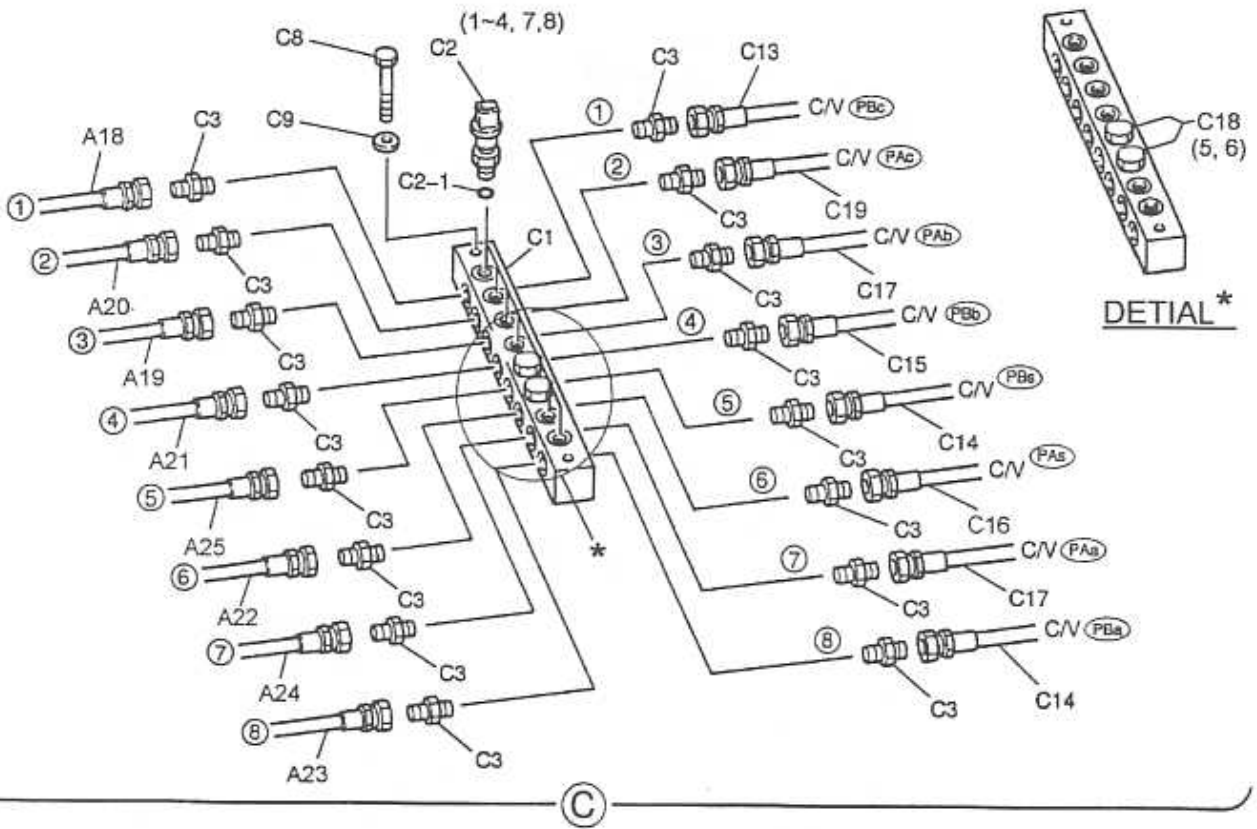 (1~4, 7,8)
C8
C2
C3
C13
C/V PBc
①
C9
C18
(5, 6)
A18
C3
②
C/V PAc
C2-1
C3
C19
①
C1
③
C/V PAb
②
C3
C3
C17
DETIAL*
A20
④
C/V PBb
③
C3
C3
C15
A19
⑤
C/V PBs
④
C3
C3
C14
A21
⑥
C/V PAs
⑤
C3
C3
C16
A25
*
⑦
C/V PAa
⑥
C3
C3
C17
A22
⑧
C/V PBa
⑦
C3
C3
C14
A24
⑧
C3
A23
C